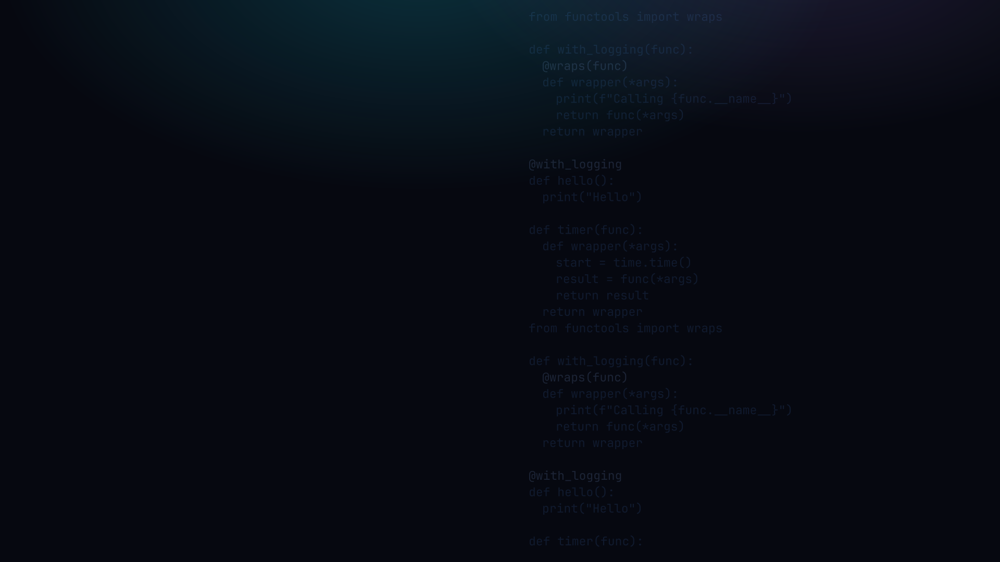 from functools import wraps
def with_logging(func):
@wraps(func)
def wrapper(*args):
print(f"Calling {func.__name__}")
return func(*args)
return wrapper
@with_logging
def hello():
print("Hello")
def timer(func):
def wrapper(*args):
start = time.time()
result = func(*args)
return result
return wrapper
from functools import wraps
def with_logging(func):
@wraps(func)
def wrapper(*args):
print(f"Calling {func.__name__}")
return func(*args)
return wrapper
@with_logging
def hello():
print("Hello")
def timer(func):